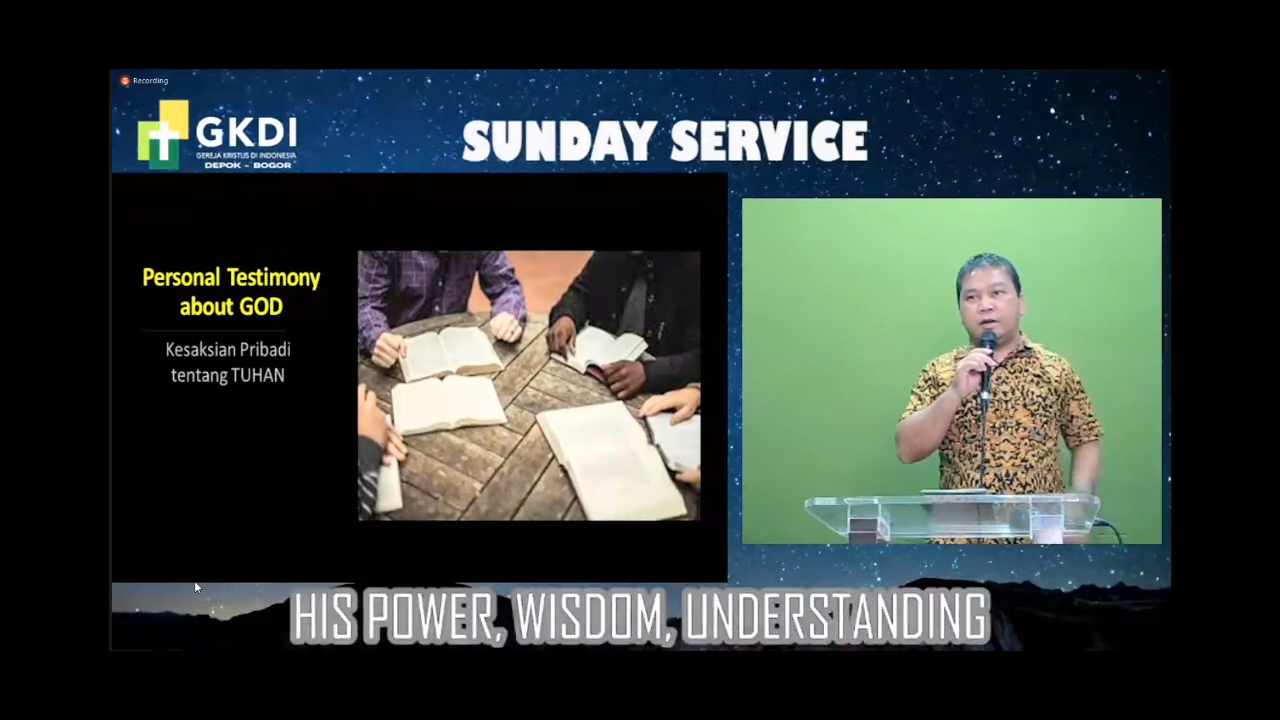 Recording
GKDI
GEREJA KRISTUS DI INDONESIA
DEPOK - BOGOR
SUNDAY SERVICE
Personal Testimony
about GOD
Kesaksian Pribadi
tentang TUHAN
HIS POWER, WISDOM, UNDERSTANDING